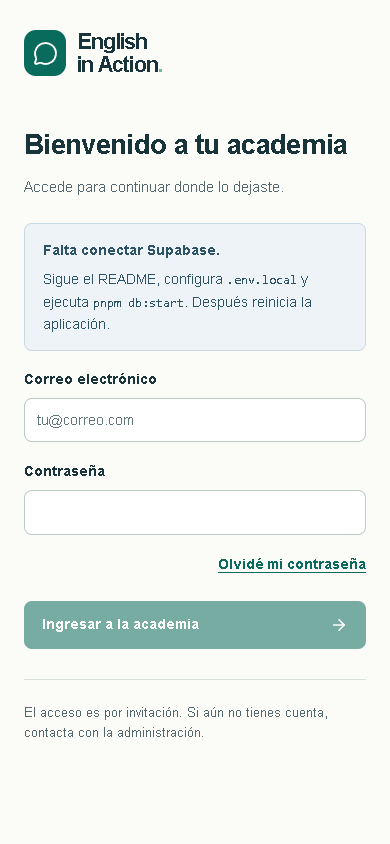 English
in Action.
Bienvenido a tu academia
Accede para continuar donde lo dejaste.
Falta conectar Supabase.
Sigue el README, configura .env.local y
ejecuta pnpm db:start. Después reinicia la
aplicación.
Correo electrónico
tu@correo.com
Contraseña
Olvidé mi contraseña
Ingresar a la academia
El acceso es por invitación. Si aún no tienes cuenta,
contacta con la administración.